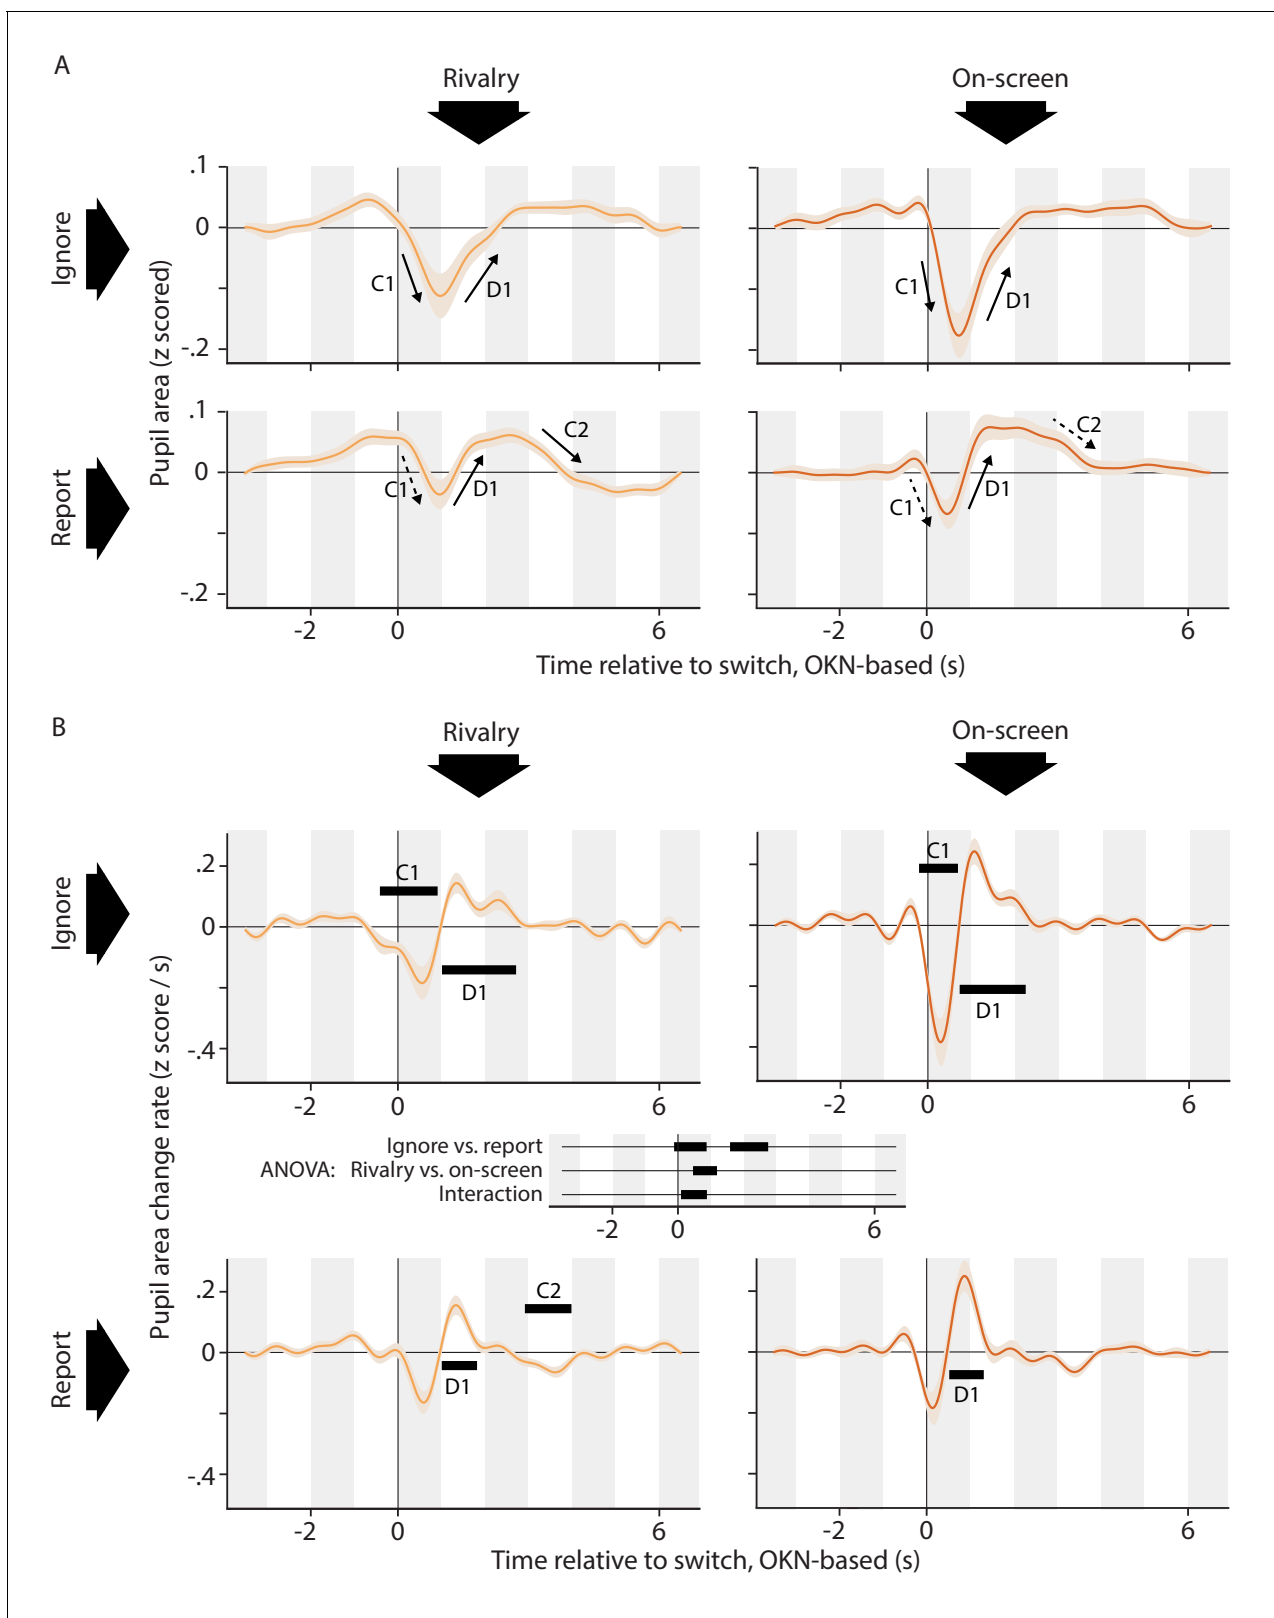 A
Rivalry
On-screen
Ignore
Report
Pupil area (z scored)
.1
0
-.2
C1
D1
C1
D1
.1
0
-.2
C1
D1
C2
C1
D1
C2
-2 0 6
-2 0 6
Time relative to switch, OKN-based (s)
B
Rivalry
On-screen
Ignore
Report
Pupil area change rate (z score / s)
.2
0
-.4
C1
D1
C1
D1
-2 0 6
-2 0 6
Ignore vs. report
ANOVA: Rivalry vs. on-screen
Interaction
-2 0 6
.2
0
-.4
C2
D1
D1
-2 0 6
-2 0 6
Time relative to switch, OKN-based (s)